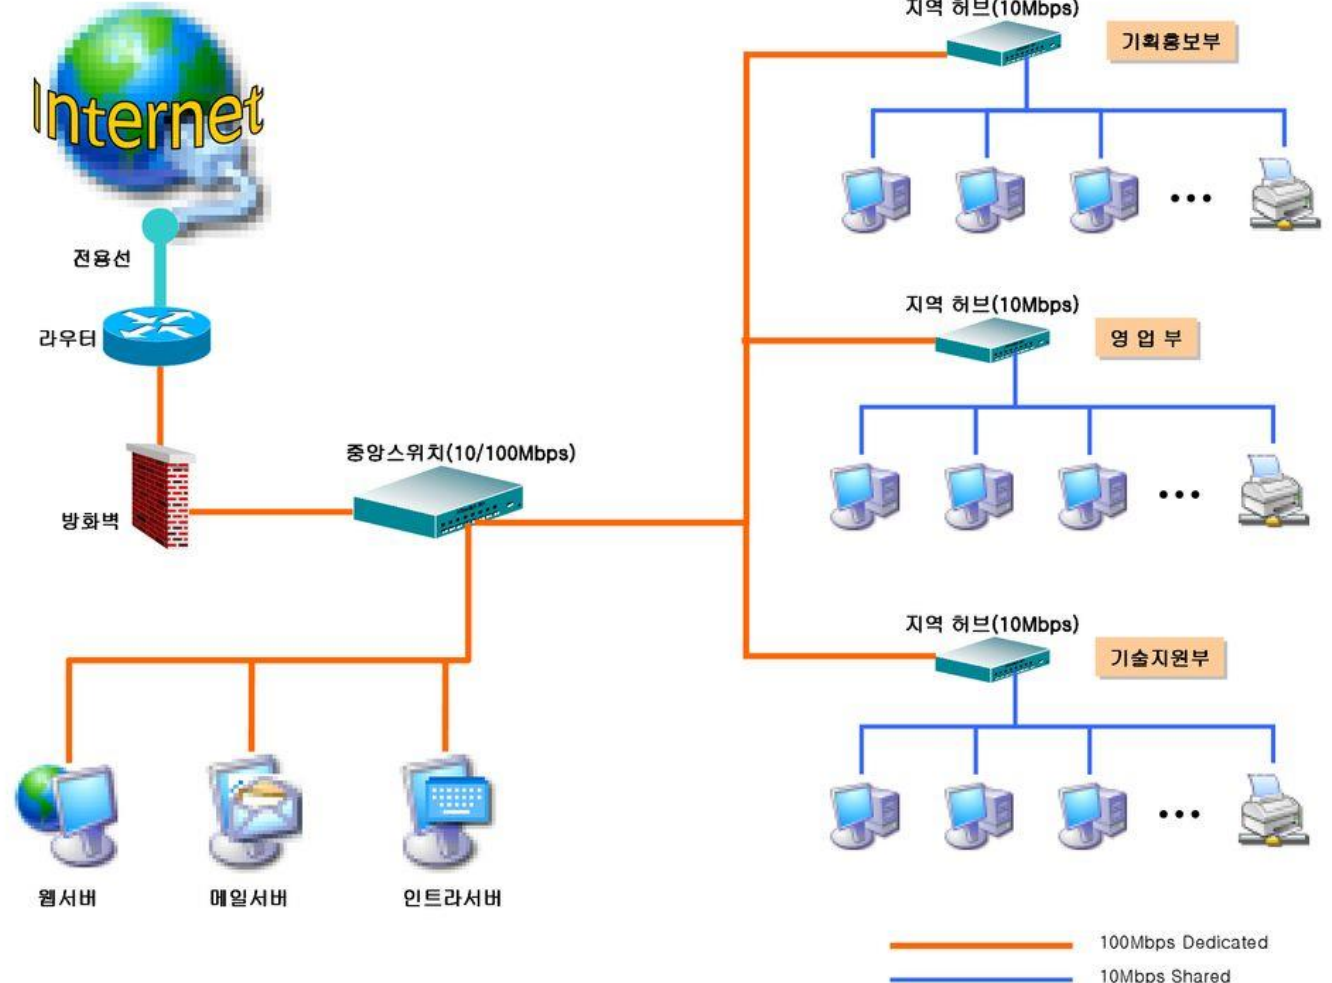 지역 허브(10Mbps)
기획홍보부
Internet
전용선
라우터
지역 허브(10Mbps)
영 업 부
중앙스위치(10/100Mbps)
방화벽
지역 허브(10Mbps)
기술지원부
웹서버
메일서버
인트라서버
100Mbps Dedicated
10Mbps Shared